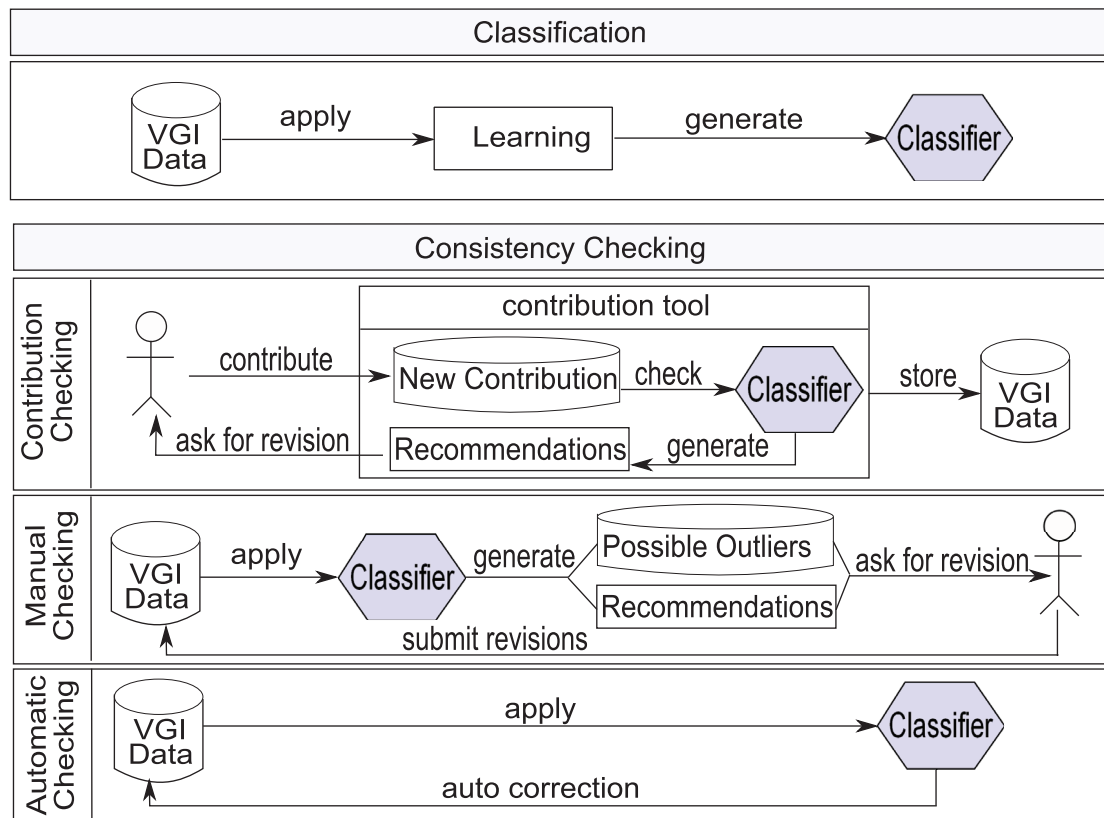 Classification
VGI
Data
apply
Learning
generate
Classifier
Consistency Checking
Contribution
Checking
contribution tool
contribute
New Contribution
check
Classifier
store
VGI
Data
ask for revision
Recommendations
generate
Manual
Checking
VGI
Data
apply
Classifier
generate
Possible Outliers
Recommendations
ask for revision
submit revisions
Automatic
Checking
VGI
Data
apply
Classifier
auto correction